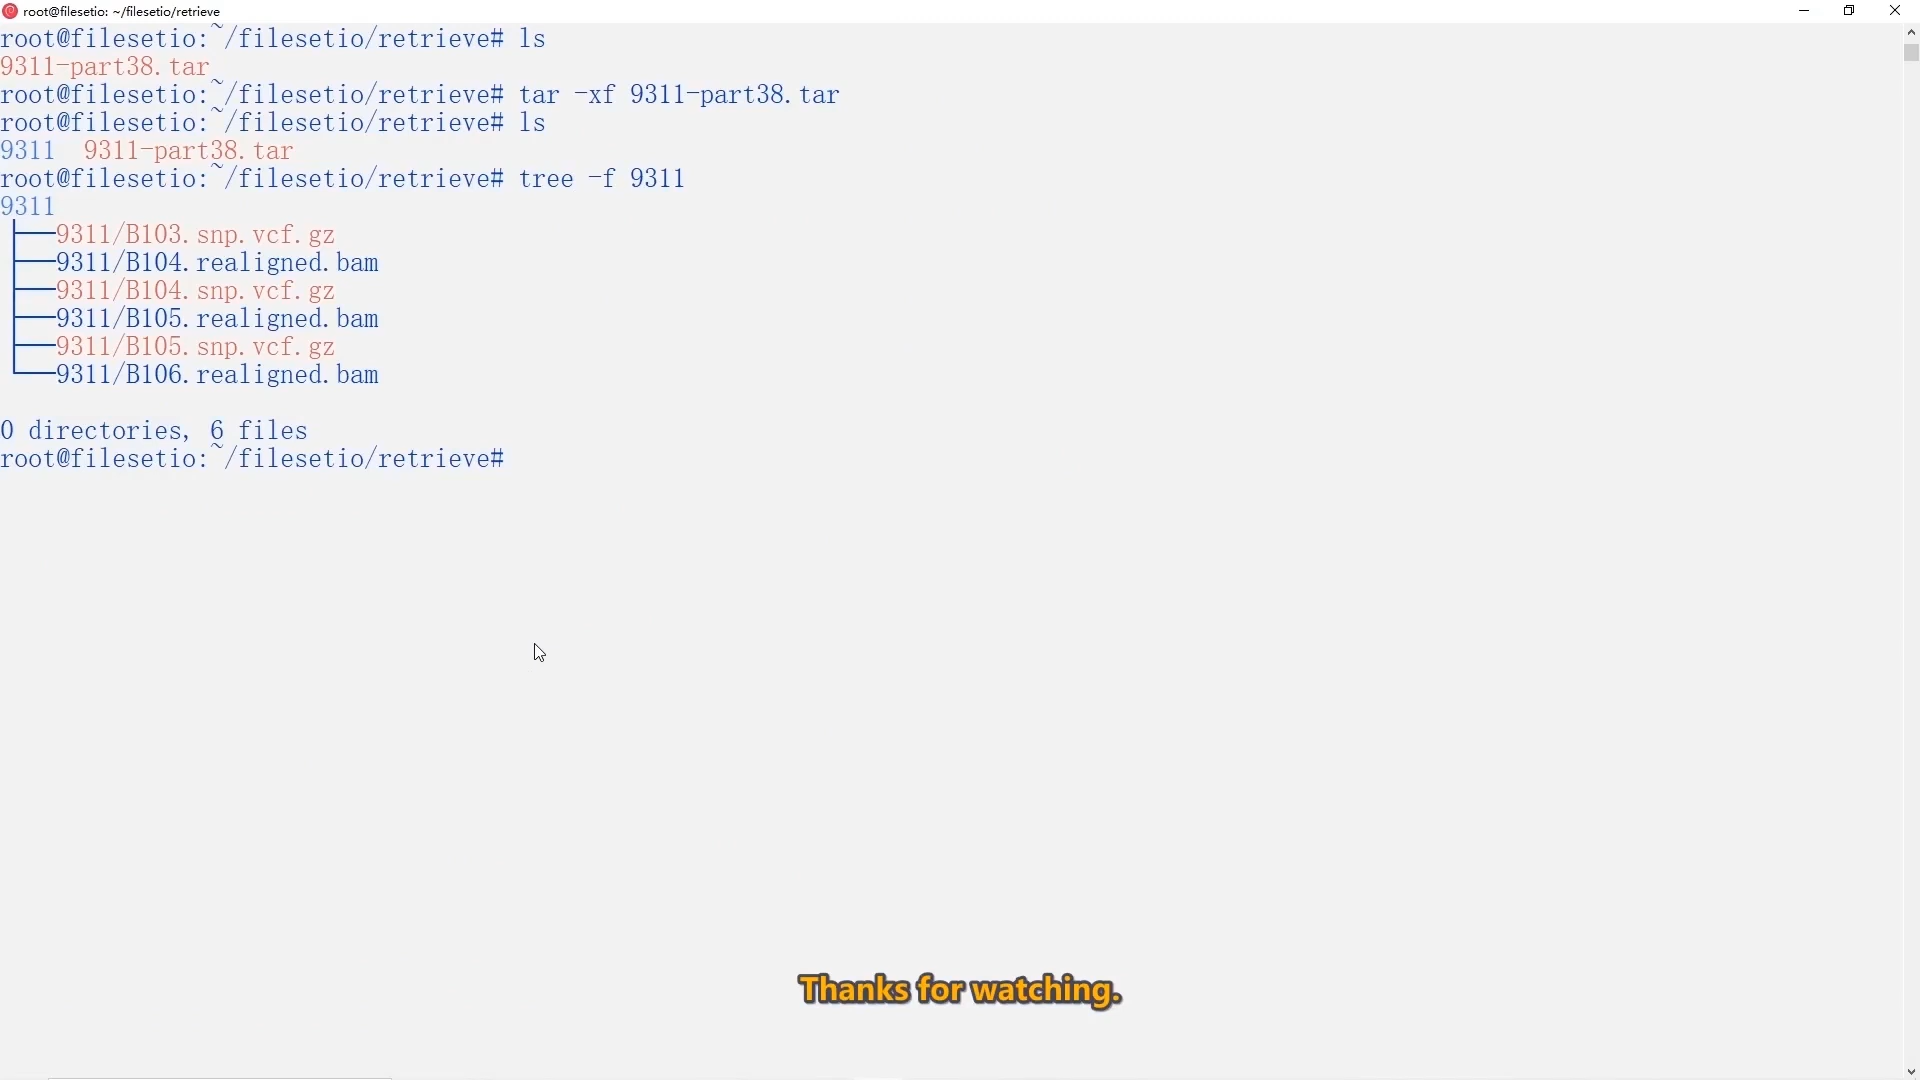 root@filesetio: ~/filesetio/retrieve
root@filesetio:~/filesetio/retrieve# ls
9311-part38.tar
root@filesetio:~/filesetio/retrieve# tar -xf 9311-part38.tar
root@filesetio:~/filesetio/retrieve# ls
9311  9311-part38.tar
root@filesetio:~/filesetio/retrieve# tree -f 9311
9311
├──9311/B103.snp.vcf.gz
├──9311/B104.realigned.bam
├──9311/B104.snp.vcf.gz
├──9311/B105.realigned.bam
├──9311/B105.snp.vcf.gz
└──9311/B106.realigned.bam
0 directories, 6 files
root@filesetio:~/filesetio/retrieve#
Thanks for watching.